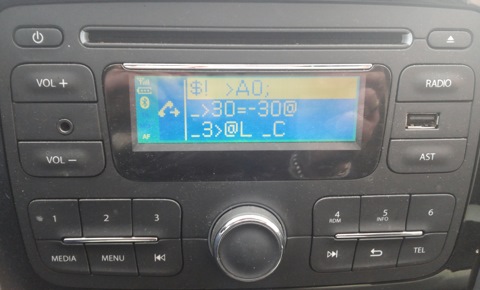 VOL +
VOL −
AF
$! >A0;
_>30=-30@
_3>@L _C
RADIO
AST
1 2 3
MEDIA MENU
4 RDM 5 INFO 6
TEL